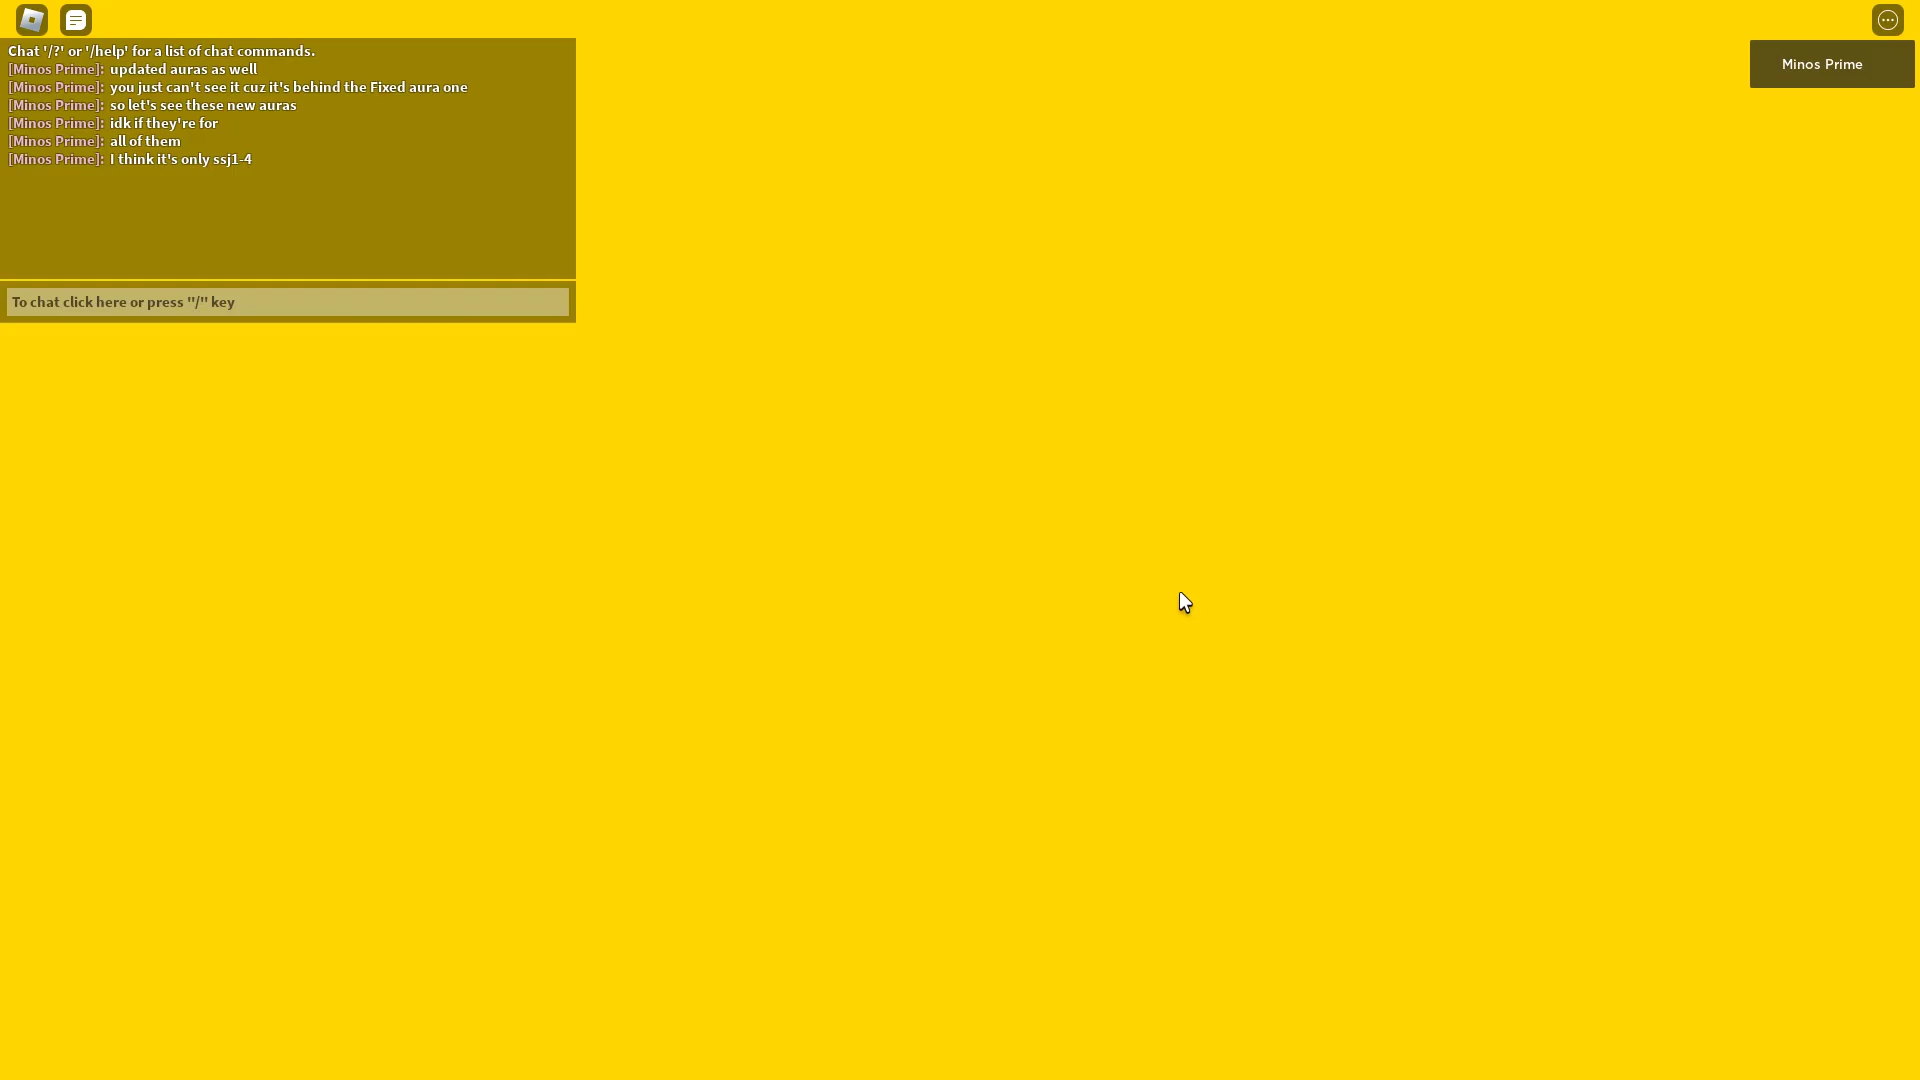 Chat '/?' or '/help' for a list of chat commands.
[Minos Prime]: updated auras as well
[Minos Prime]: you just can't see it cuz it's behind the Fixed aura one
[Minos Prime]: so let's see these new auras
[Minos Prime]: idk if they're for
[Minos Prime]: all of them
[Minos Prime]: I think it's only ssj1-4
To chat click here or press "/" key
Minos Prime